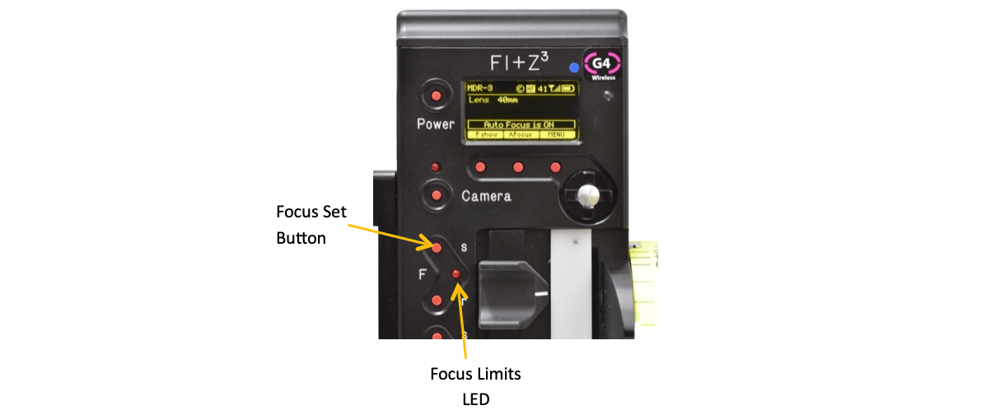 FI+Z3
G4
Wireless
MDR-3 © AF 41
Lens 40mm
Power
Auto Focus is ON
F show AFocus MENU
Camera
Focus Set
Button
S
F
r
S
Focus Limits
LED